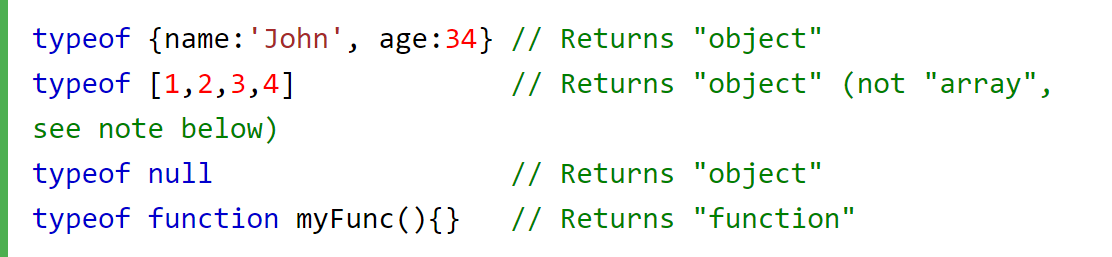 typeof {name:'John', age:34} // Returns "object"
typeof [1,2,3,4]             // Returns "object" (not "array",
see note below)
typeof null                  // Returns "object"
typeof function myFunc(){}   // Returns "function"